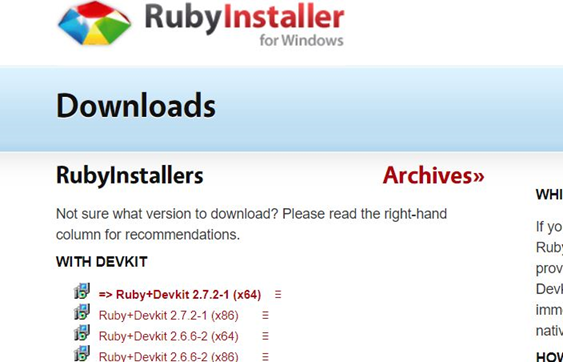 RubyInstaller
for Windows
Downloads
RubyInstallers
Archives»
Not sure what version to download? Please read the right-hand
column for recommendations.
WITH DEVKIT
=> Ruby+Devkit 2.7.2-1 (x64)
Ruby+Devkit 2.7.2-1 (x86)
Ruby+Devkit 2.6.6-2 (x64)
Ruby+Devkit 2.6.6-2 (x86)
WHI
If yo
Ruby
prov
Devk
imm
nativ
HOW